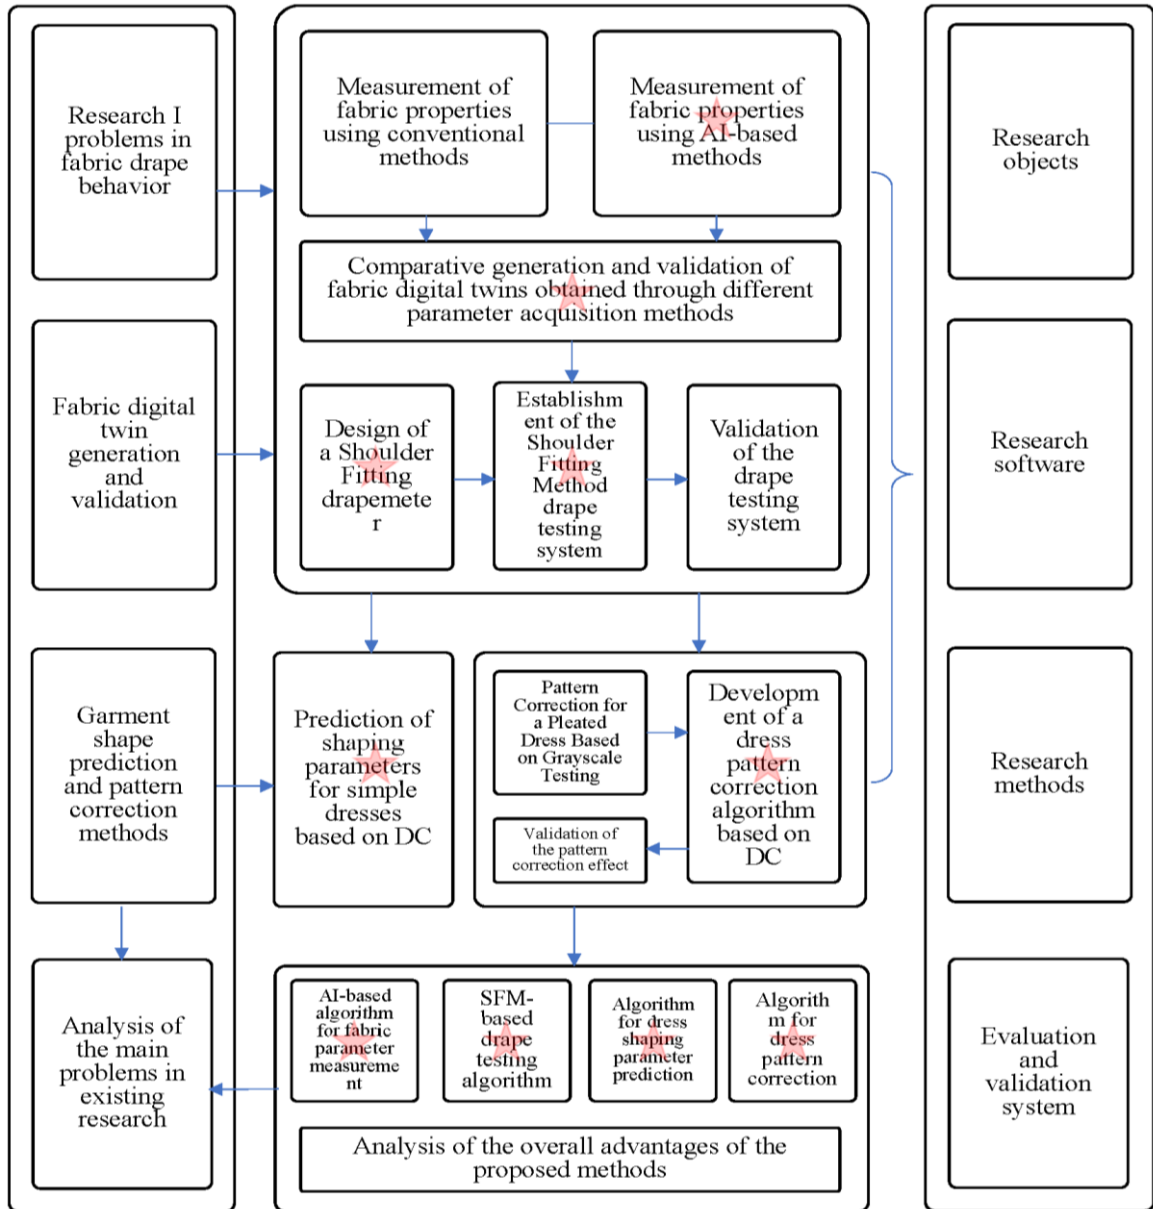 Research I
problems in
fabric drape
behavior
Fabric digital
twin
generation
and
validation
Garment
shape
prediction
and pattern
correction
methods
Analysis of
the main
problems in
existing
research
Measurement of
fabric properties
using conventional
methods
Measurement of
fabric properties
using AI-based
methods
Comparative generation and validation of
fabric digital twins obtained through different
parameter acquisition methods
Design of
a Shoulder
Fitting
drapemete
r
Establishm
ent of the
Shoulder
Fitting
Method
drape
testing
system
Validation
of the
drape
testing
system
Prediction of
shaping
parameters
for simple
dresses
based on DC
Pattern
Correction for
a Pleated
Dress Based
on Grayscale
Testing
Validation of
the pattern
correction effect
Developm
ent of a
dress
pattern
correction
algorithm
based on
DC
AI-based
algorithm
for fabric
parameter
measureme
nt
SFM-
based
drape
testing
algorithm
Algorithm
for dress
shaping
parameter
prediction
Algorith
m for
dress
pattern
correction
Analysis of the overall advantages of the
proposed methods
Research
objects
Research
software
Research
methods
Evaluation
and
validation
system